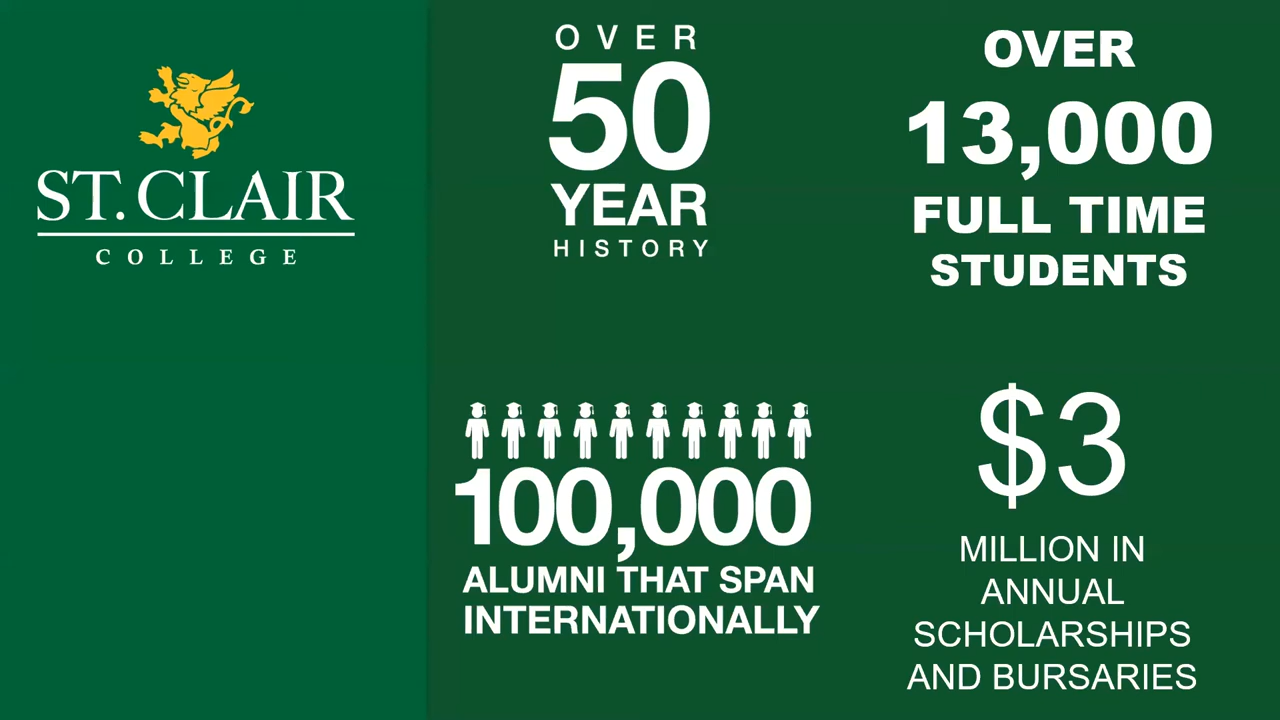 ST. CLAIR
COLLEGE
OVER
50
YEAR
HISTORY
OVER
13,000
FULL TIME
STUDENTS
100,000
ALUMNI THAT SPAN
INTERNATIONALLY
$3
MILLION IN
ANNUAL
SCHOLARSHIPS
AND BURSARIES